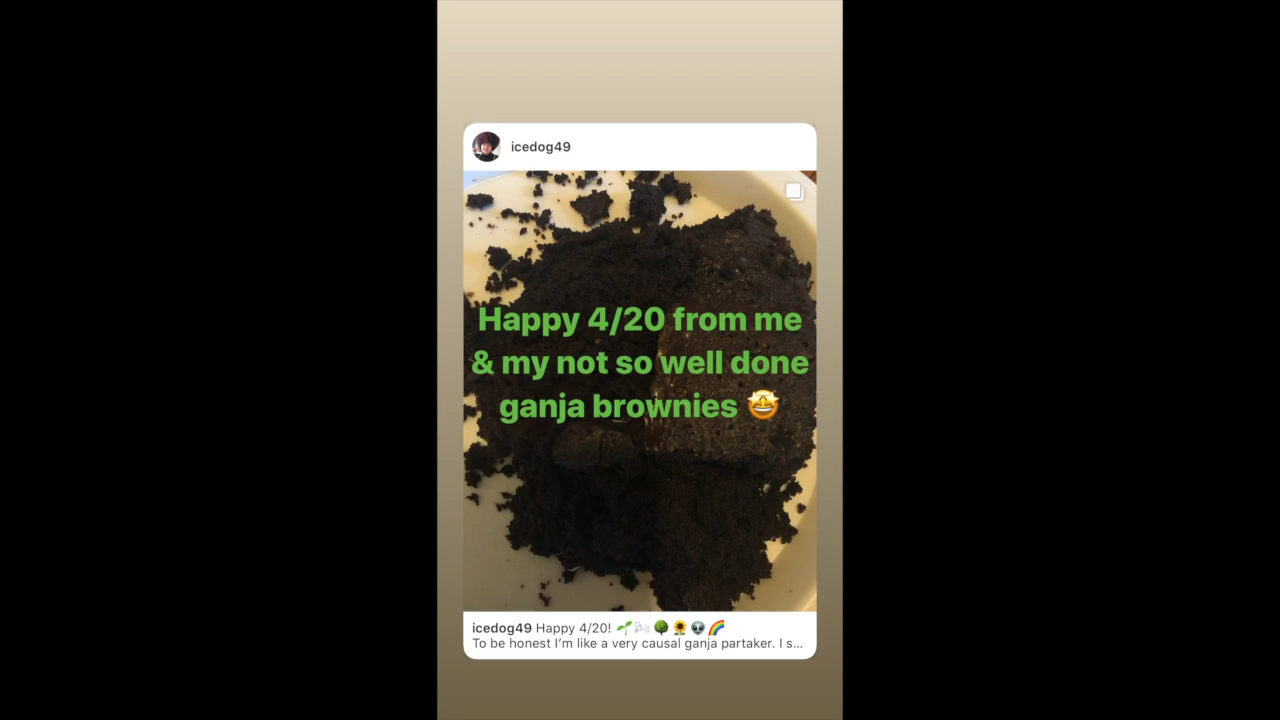 icedog49
Happy 4/20 from me
& my not so well done
ganja brownies 🤩
icedog49 Happy 4/20! 🌱🌬🌳🌻👽🌈
To be honest I'm like a very causal ganja partaker. I s...